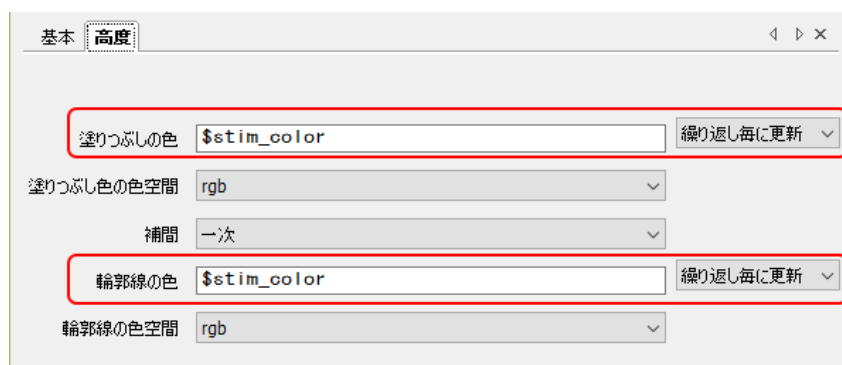 基本 高度
塗りつぶしの色 $stim_color 繰り返し毎に更新
塗りつぶし色の色空間 rgb
補間 一次
輪郭線の色 $stim_color 繰り返し毎に更新
輪郭線の色空間 rgb